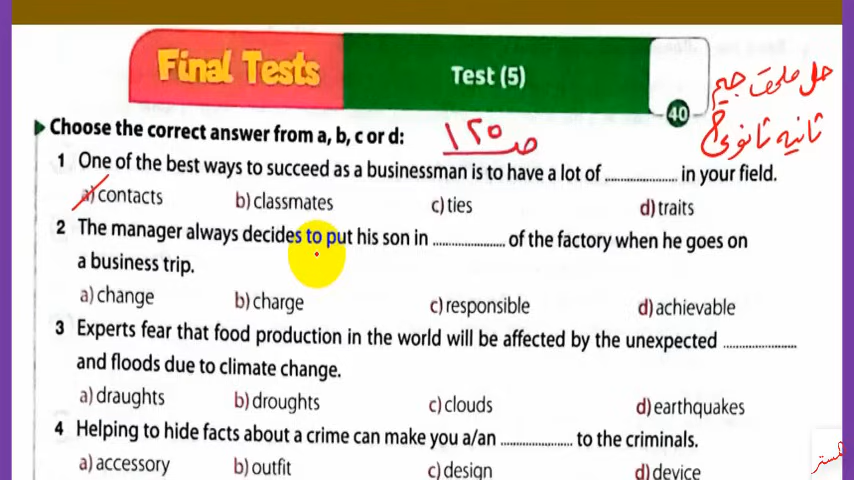 Final Tests
Test (5)
40
حل ملحق جيم
ثانيه ثانوى
Choose the correct answer from a, b, c or d:
ص ١٢٥
1 One of the best ways to succeed as a businessman is to have a lot of .................... in your field.
a) contacts b) classmates c) ties d) traits
2 The manager always decides to put his son in .................... of the factory when he goes on
a business trip.
a) change b) charge c) responsible d) achievable
3 Experts fear that food production in the world will be affected by the unexpected ....................
and floods due to climate change.
a) draughts b) droughts c) clouds d) earthquakes
4 Helping to hide facts about a crime can make you a/an .................... to the criminals.
a) accessory b) outfit c) design d) device
مستر